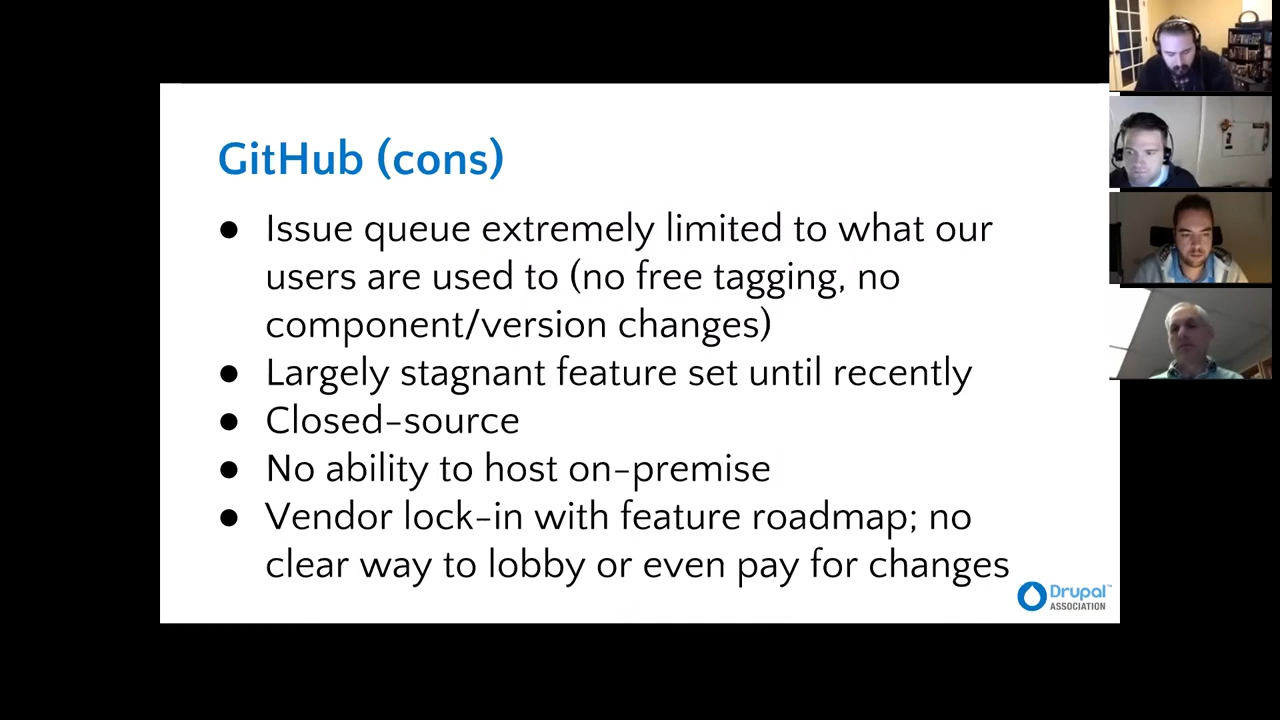 GitHub (cons)
● Issue queue extremely limited to what our
users are used to (no free tagging, no
component/version changes)
● Largely stagnant feature set until recently
● Closed-source
● No ability to host on-premise
● Vendor lock-in with feature roadmap; no
clear way to lobby or even pay for changes
Drupal™
ASSOCIATION